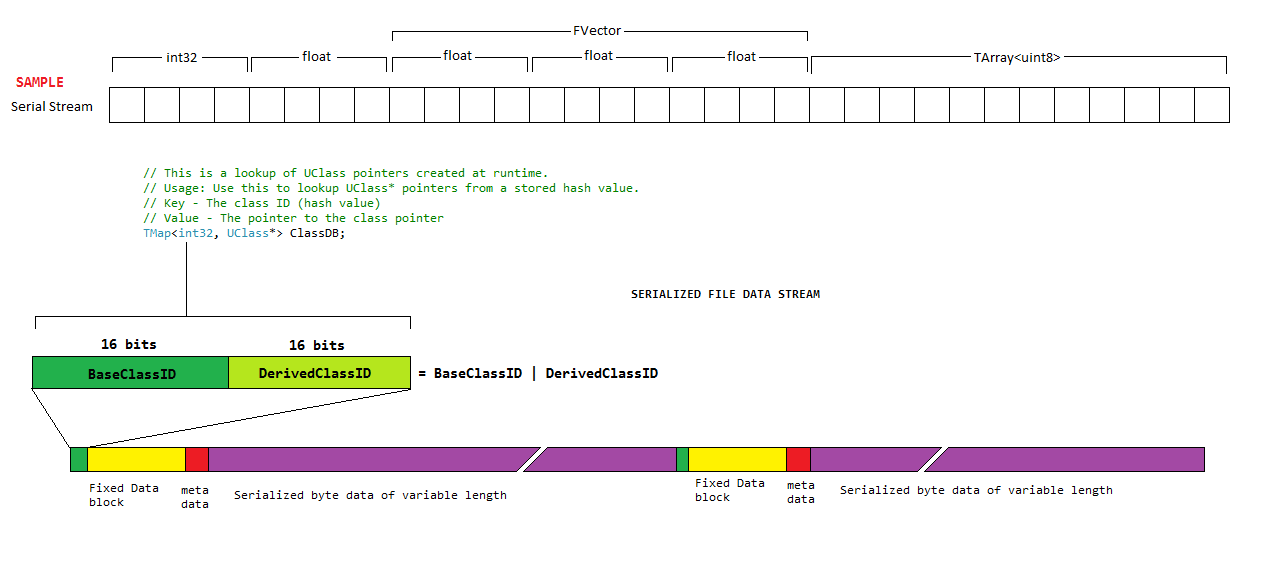 FVector
int32
float
float
float
float
TArray<uint8>
SAMPLE
Serial Stream
// This is a lookup of UClass pointers created at runtime.
// Usage: Use this to lookup UClass* pointers from a stored hash value.
// Key - The class ID (hash value)
// Value - The pointer to the class pointer
TMap<int32, UClass*> ClassDB;
SERIALIZED FILE DATA STREAM
16 bits
16 bits
BaseClassID
DerivedClassID
= BaseClassID | DerivedClassID
Fixed Data
block
meta
data
Serialized byte data of variable length
Fixed Data
block
meta
data
Serialized byte data of variable length